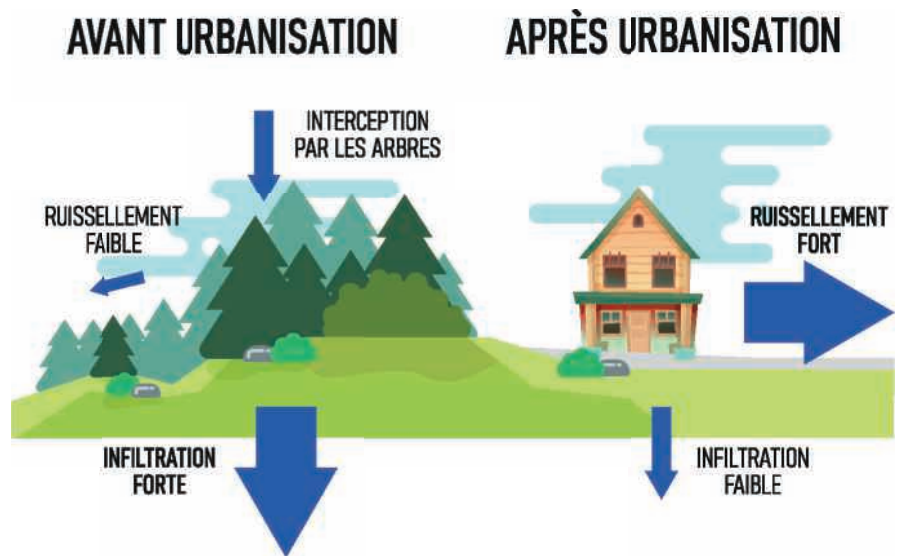 AVANT URBANISATION
APRÈS URBANISATION
INTERCEPTION
PAR LES ARBRES
RUISSELLEMENT
FAIBLE
RUISSELLEMENT
FORT
INFILTRATION
FORTE
INFILTRATION
FAIBLE